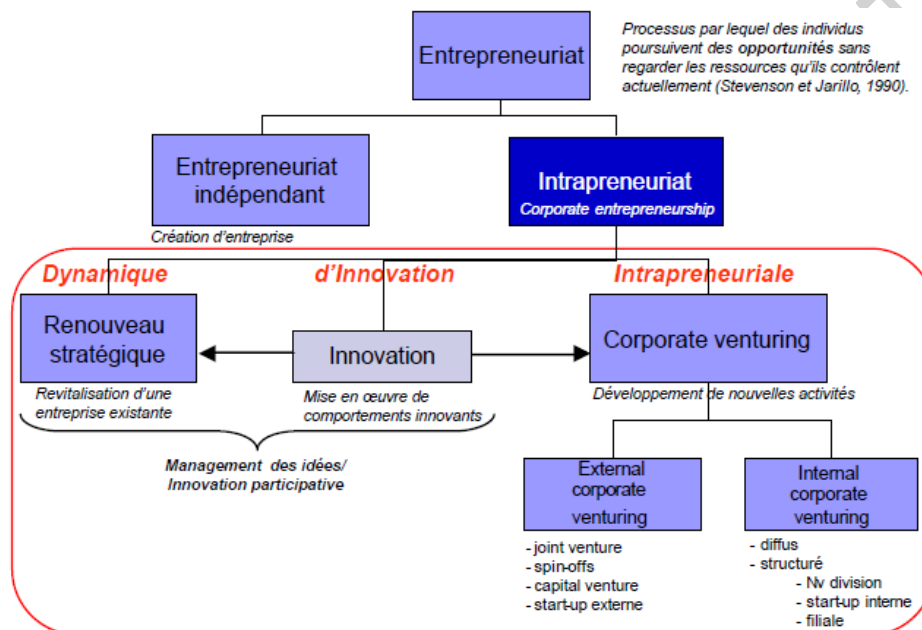 Entrepreneuriat
Processus par lequel des individus
poursuivent des opportunités sans
regarder les ressources qu'ils contrôlent
actuellement (Stevenson et Jarillo, 1990).
Entrepreneuriat
indépendant
Création d'entreprise
Intrapreneuriat
Corporate entrepreneurship
Dynamique d'Innovation Intrapreneuriale
Renouveau
stratégique
Revitalisation d'une
entreprise existante
Innovation
Mise en œuvre de
comportements innovants
Corporate venturing
Développement de nouvelles activités
Management des idées/
Innovation participative
External
corporate
venturing
- joint venture
- spin-offs
- capital venture
- start-up externe
Internal
corporate
venturing
- diffus
- structuré
- Nv division
- start-up interne
- filiale